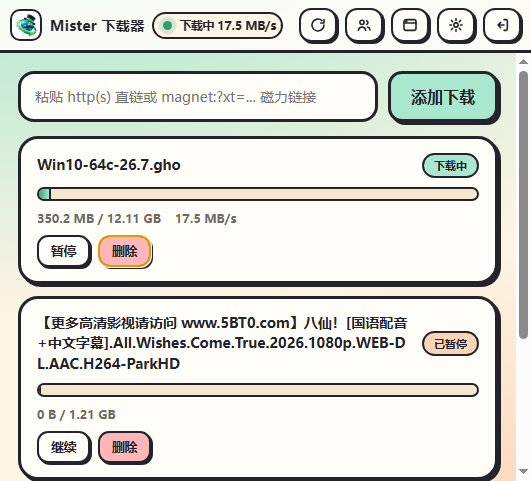 Mister 下载器
下载中 17.5 MB/s
粘贴 http(s) 直链或 magnet:?xt=... 磁力链接
添加下载
Win10-64c-26.7.gho
下载中
350.2 MB / 12.11 GB 17.5 MB/s
暂停
删除
【更多高清影视请访问 www.5BT0.com】八仙！[国语配音
+中文字幕].All.Wishes.Come.True.2026.1080p.WEB-D
L.AAC.H264-ParkHD
已暂停
0 B / 1.21 GB
继续
删除